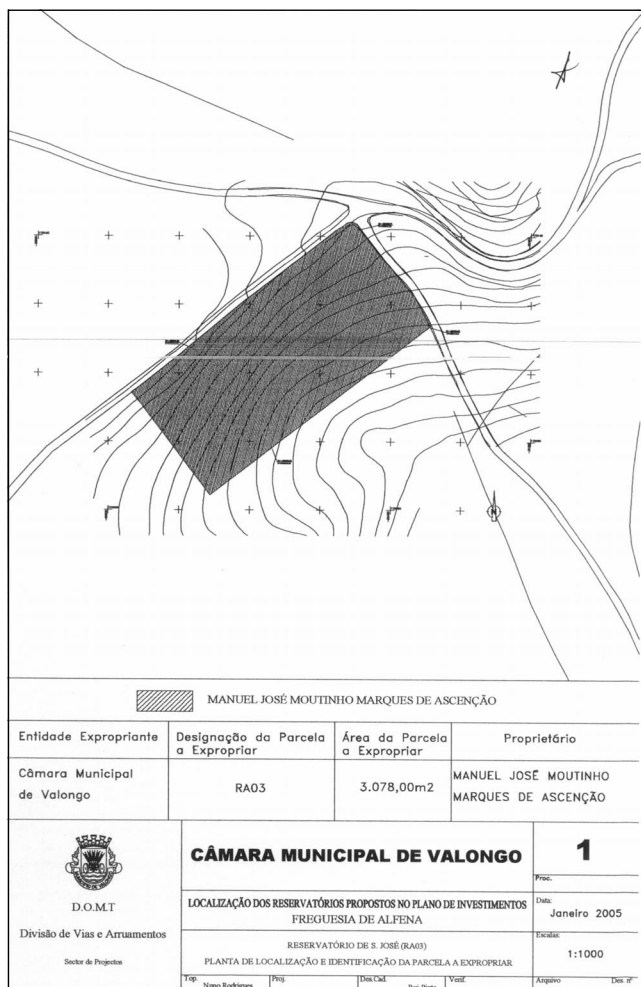 N
MANUEL JOSÉ MOUTINHO MARQUES DE ASCENÇÃO
Entidade Expropriante
Designação da Parcela
a Expropriar
Área da Parcela
a Expropriar
Proprietário
Câmara Municipal
de Valongo
RA03
3.078,00m2
MANUEL JOSÉ MOUTINHO
MARQUES DE ASCENÇÃO
D.O.M.T
Divisão de Vias e Arruamentos
Sector de Projectos
CÂMARA MUNICIPAL DE VALONGO
1
Proc.
LOCALIZAÇÃO DOS RESERVATÓRIOS PROPOSTOS NO PLANO DE INVESTIMENTOS
FREGUESIA DE ALFENA
Data:
Janeiro 2005
RESERVATÓRIO DE S. JOSÉ (RA03)
PLANTA DE LOCALIZAÇÃO E IDENTIFICAÇÃO DA PARCELA A EXPROPRIAR
Escalas:
1:1000
Top.
Nuno Rodrigues
Proj.
Des.Cad.
Verif.
Arquivo
Des. nº